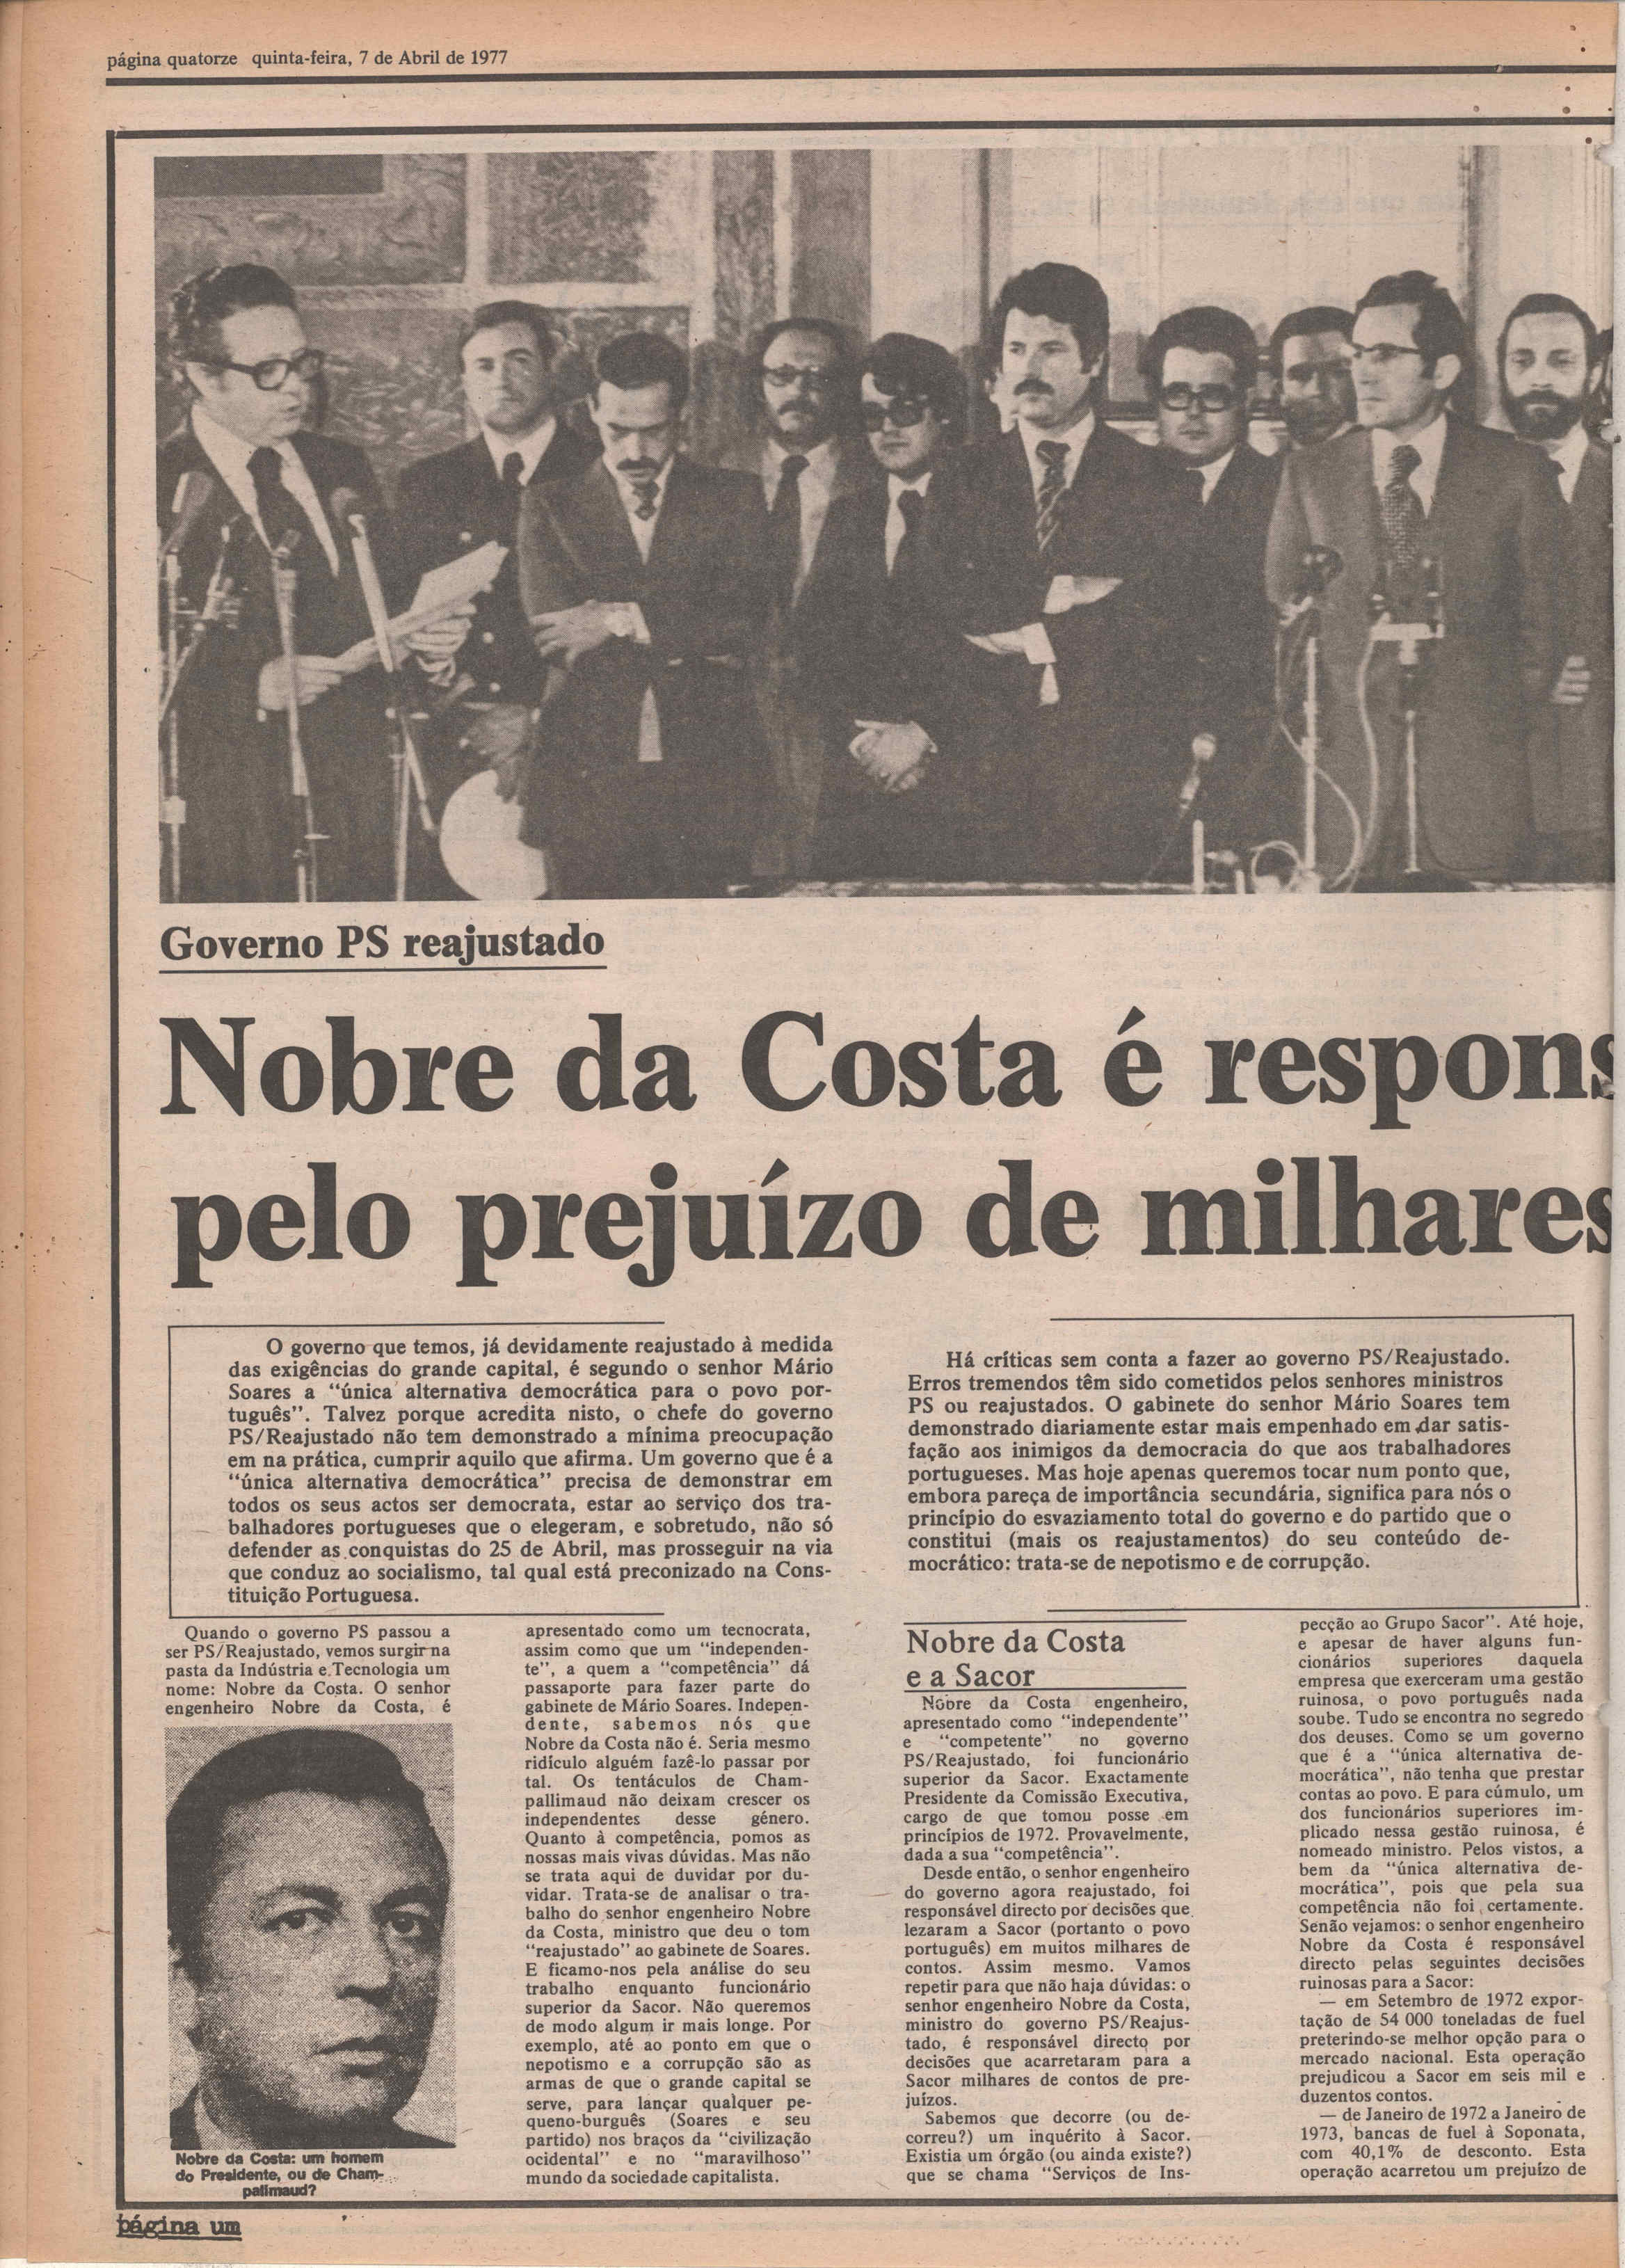 página quatorze quinta-feira, 7 de Abril de 1977
Governo PS reajustado
Nobre da Costa é respons
pelo prejuízo de milhares
O governo que temos, já devidamente reajustado à medida
das exigências do grande capital, é segundo o senhor Mário
Soares a "única alternativa democrática para o povo por-
tuguês". Talvez porque acredita nisto, o chefe do governo
PS/Reajustado não tem demonstrado a mínima preocupação
em na prática, cumprir aquilo que afirma. Um governo que é a
"única alternativa democrática" precisa de demonstrar em
todos os seus actos ser democrata, estar ao serviço dos tra-
balhadores portugueses que o elegeram, e sobretudo, não só
defender as conquistas do 25 de Abril, mas prosseguir na via
que conduz ao socialismo, tal qual está preconizado na Cons-
tituição Portuguesa.
Há críticas sem conta a fazer ao governo PS/Reajustado.
Erros tremendos têm sido cometidos pelos senhores ministros
PS ou reajustados. O gabinete do senhor Mário Soares tem
demonstrado diariamente estar mais empenhado em dar satis-
fação aos inimigos da democracia do que aos trabalhadores
portugueses. Mas hoje apenas queremos tocar num ponto que,
embora pareça de importância secundária, significa para nós o
princípio do esvaziamento total do governo e do partido que o
constitui (mais os reajustamentos) do seu conteúdo de-
mocrático: trata-se de nepotismo e de corrupção.
Quando o governo PS passou a
ser PS/Reajustado, vemos surgir na
pasta da Indústria e Tecnologia um
nome: Nobre da Costa. O senhor
engenheiro Nobre da Costa, é
Nobre da Costa: um homem
do Presidente, ou de Cham-
palimaud?
apresentado como um tecnocrata,
assim como que um "independen-
te", a quem a "competência" dá
passaporte para fazer parte do
gabinete de Mário Soares. Indepen-
dente, sabemos nós que
Nobre da Costa não é. Seria mesmo
ridículo alguém fazê-lo passar por
tal. Os tentáculos de Cham-
pallimaud não deixam crescer os
independentes desse género.
Quanto à competência, pomos as
nossas mais vivas dúvidas. Mas não
se trata aqui de duvidar por du-
vidar. Trata-se de analisar o tra-
balho do senhor engenheiro Nobre
da Costa, ministro que deu o tom
"reajustado" ao gabinete de Soares.
E ficamo-nos pela análise do seu
trabalho enquanto funcionário
superior da Sacor. Não queremos
de modo algum ir mais longe. Por
exemplo, até ao ponto em que o
nepotismo e a corrupção são as
armas de que o grande capital se
serve, para lançar qualquer pe-
queno-burguês (Soares e seu
partido) nos braços da "civilização
ocidental" e no "maravilhoso"
mundo da sociedade capitalista.
Nobre da Costa
e a Sacor
Nobre da Costa engenheiro,
apresentado como "independente"
e "competente" no governo
PS/Reajustado, foi funcionário
superior da Sacor. Exactamente
Presidente da Comissão Executiva,
cargo de que tomou posse em
princípios de 1972. Provavelmente,
dada a sua "competência".
Desde então, o senhor engenheiro
do governo agora reajustado, foi
responsável directo por decisões que
lezaram a Sacor (portanto o povo
português) em muitos milhares de
contos. Assim mesmo. Vamos
repetir para que não haja dúvidas: o
senhor engenheiro Nobre da Costa,
ministro do governo PS/Reajus-
tado, é responsável directo por
decisões que acarretaram para a
Sacor milhares de contos de pre-
juízos.
Sabemos que decorre (ou de-
correu?) um inquérito à Sacor.
Existia um órgão (ou ainda existe?)
que se chama "Serviços de Ins-
pecção ao Grupo Sacor". Até hoje,
e apesar de haver alguns fun-
cionários superiores daquela
empresa que exerceram uma gestão
ruinosa, o povo português nada
soube. Tudo se encontra no segredo
dos deuses. Como se um governo
que é a "única alternativa de-
mocrática", não tenha que prestar
contas ao povo. E para cúmulo, um
dos funcionários superiores im-
plicado nessa gestão ruinosa, é
nomeado ministro. Pelos vistos, a
bem da "única alternativa de-
mocrática", pois que pela sua
competência não foi certamente.
Senão vejamos: o senhor engenheiro
Nobre da Costa é responsável
directo pelas seguintes decisões
ruinosas para a Sacor:
— em Setembro de 1972 expor-
tação de 54 000 toneladas de fuel
preterindo-se melhor opção para o
mercado nacional. Esta operação
prejudicou a Sacor em seis mil e
duzentos contos.
— de Janeiro de 1972 a Janeiro de
1973, bancas de fuel à Soponata,
com 40,1% de desconto. Esta
operação acarretou um prejuízo de
página um